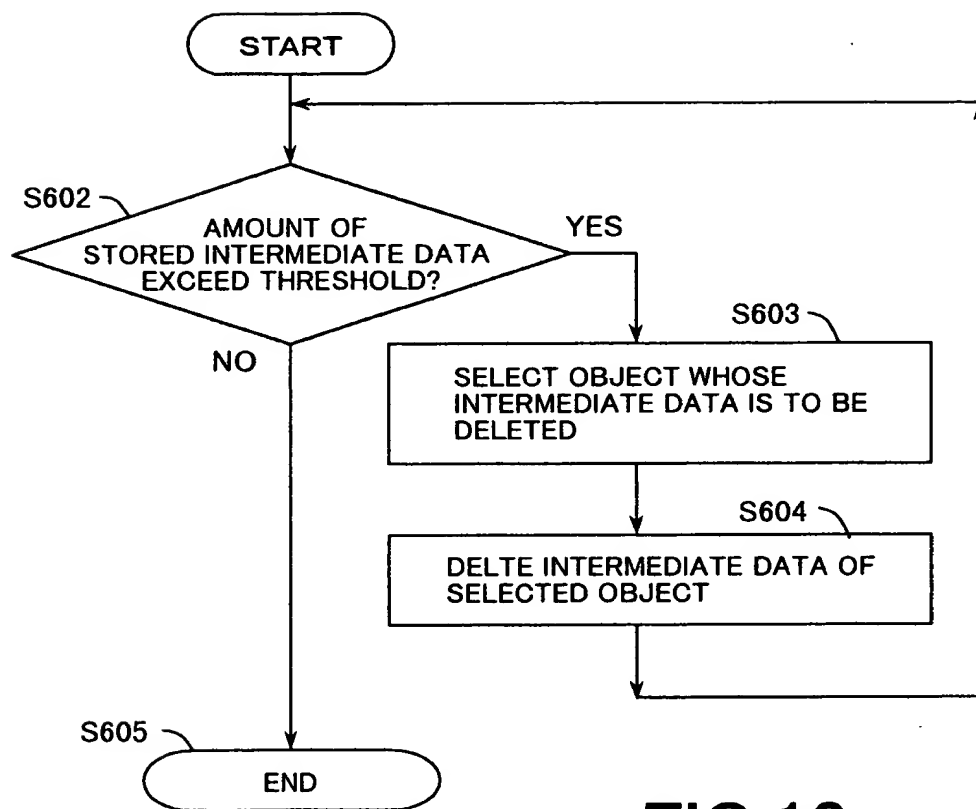 START
S602
AMOUNT OF
STORED INTERMEDIATE DATA
EXCEED THRESHOLD?
YES
NO
S603
SELECT OBJECT WHOSE
INTERMEDIATE DATA IS TO BE
DELETED
S604
DELTE INTERMEDIATE DATA OF
SELECTED OBJECT
S605
END